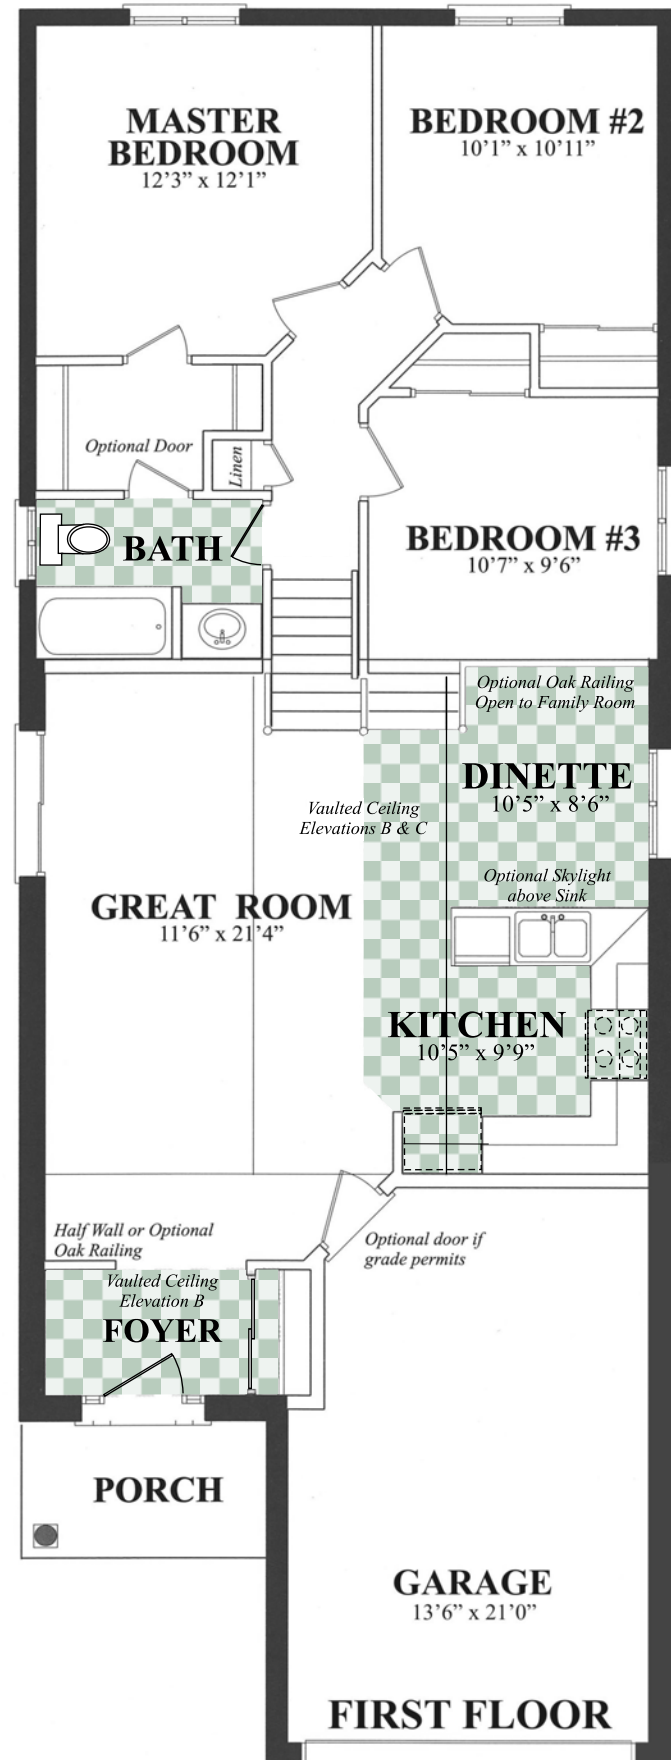 MASTER
BEDROOM
12’3” x 12’1”
BEDROOM #2
10’1” x 10’11”
Optional Door
Linen
BATH
BEDROOM #3
10’7” x 9’6”
Optional Oak Railing
Open to Family Room
DINETTE
10’5” x 8’6”
Vaulted Ceiling
Elevations B & C
Optional Skylight
above Sink
GREAT ROOM
11’6” x 21’4”
KITCHEN
10’5” x 9’9”
Half Wall or Optional
Oak Railing
Optional door if
grade permits
Vaulted Ceiling
Elevation B
FOYER
PORCH
GARAGE
13’6” x 21’0”
FIRST FLOOR